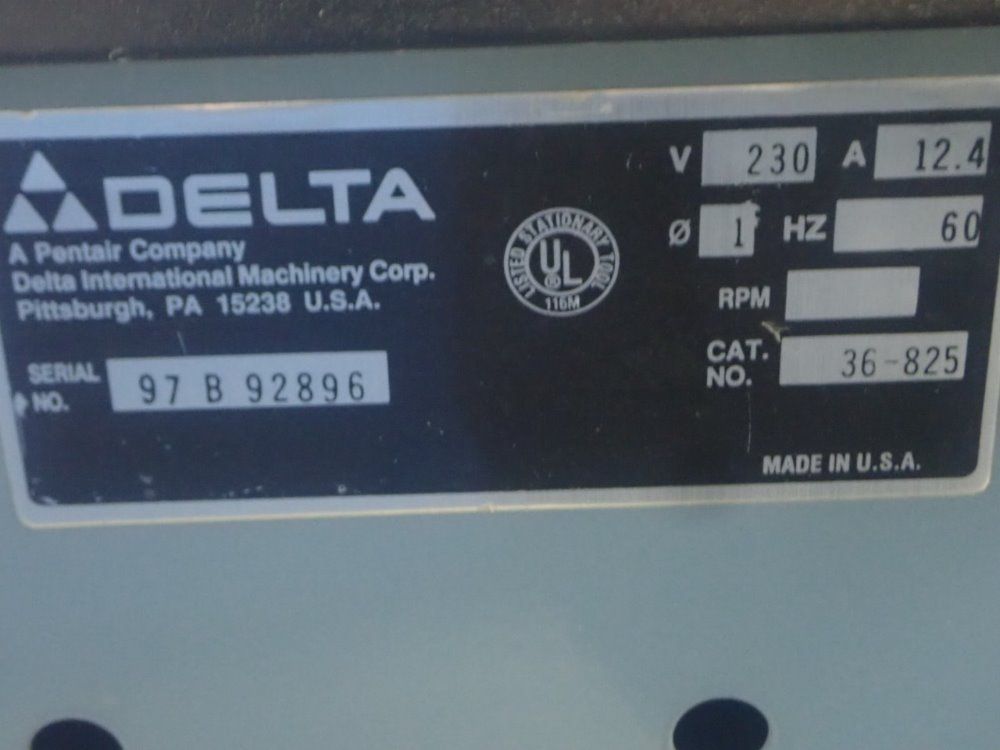 DELTA
A Pentair Company
Delta International Machinery Corp.
Pittsburgh, PA 15238 U.S.A.
SERIAL NO. 97 B 92896
LISTED STATIONARY TOOL
UL
®
116M
V 230 A 12.4
Ø 1 HZ 60
RPM
CAT. NO. 36-825
MADE IN U.S.A.